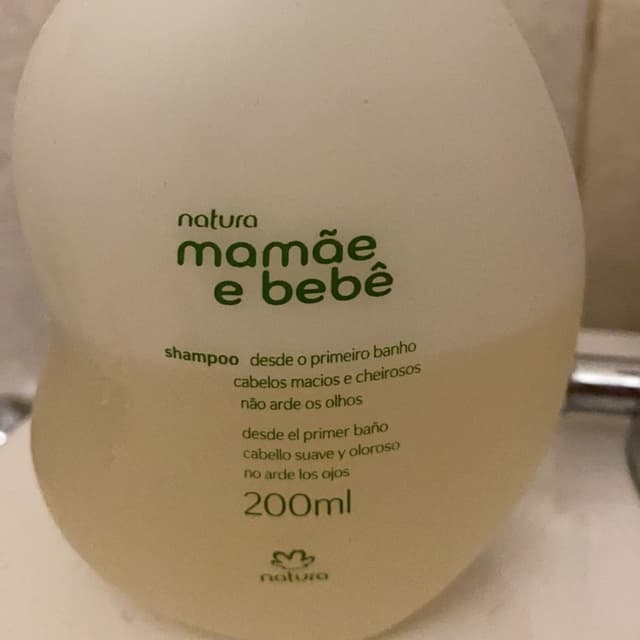 natura
mamãe
e bebê
shampoo desde o primeiro banho
cabelos macios e cheirosos
não arde os olhos
desde el primer baño
cabello suave y oloroso
no arde los ojos
200ml
natura